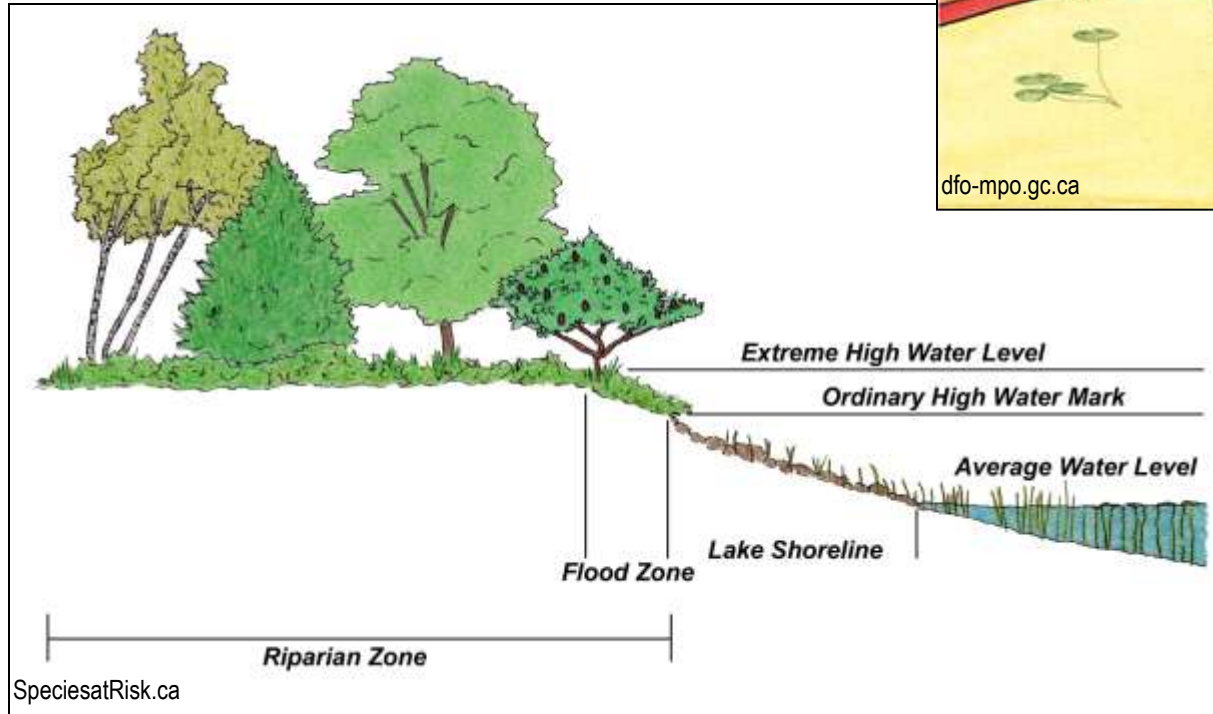 dfo-mpo.gc.ca
Extreme High Water Level
Ordinary High Water Mark
Average Water Level
Lake Shoreline
Flood Zone
Riparian Zone
SpeciesatRisk.ca